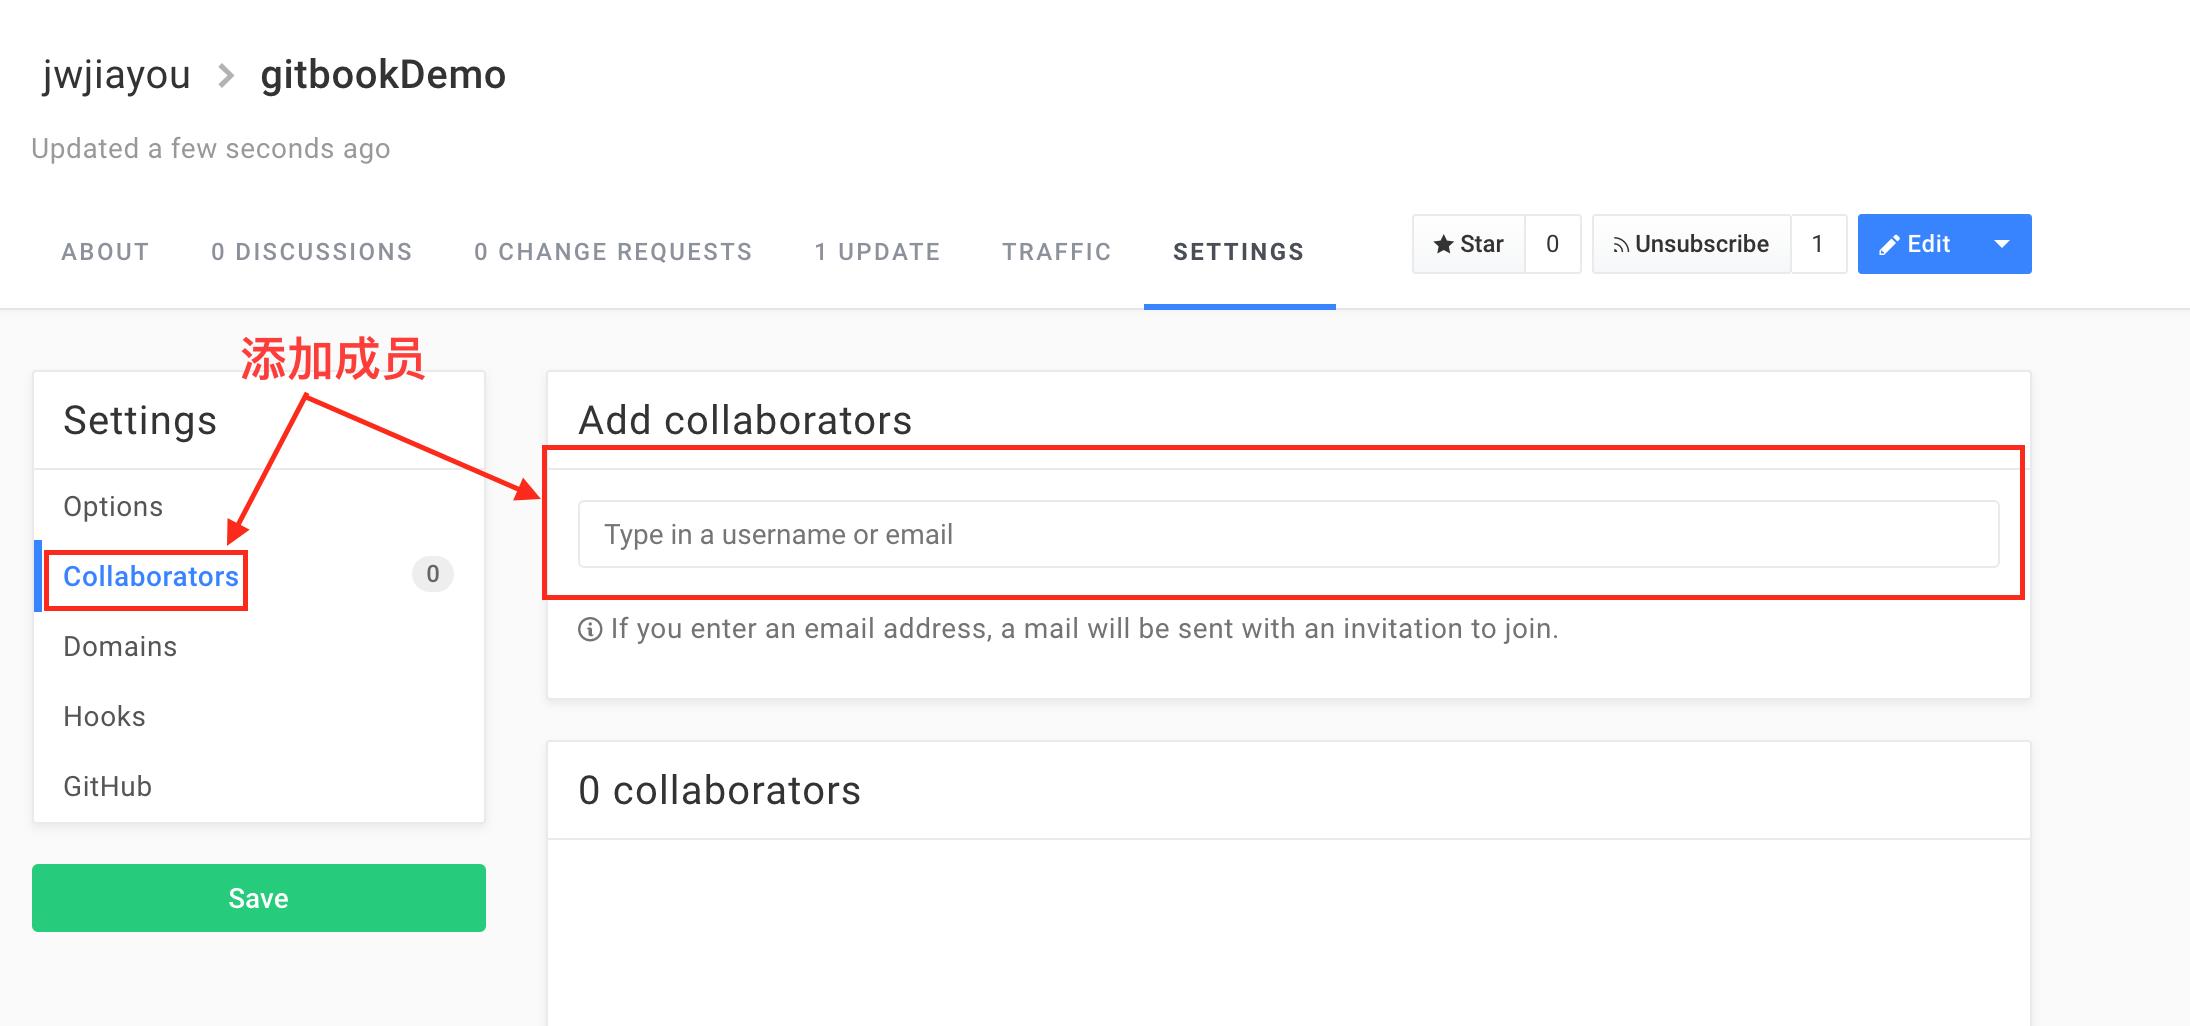 jwjiayou > gitbookDemo
Updated a few seconds ago
ABOUT 0 DISCUSSIONS 0 CHANGE REQUESTS 1 UPDATE TRAFFIC SETTINGS Star 0 Unsubscribe 1 Edit
添加成员
Settings
Options
Collaborators 0
Domains
Hooks
GitHub
Save
Add collaborators
Type in a username or email
If you enter an email address, a mail will be sent with an invitation to join.
0 collaborators